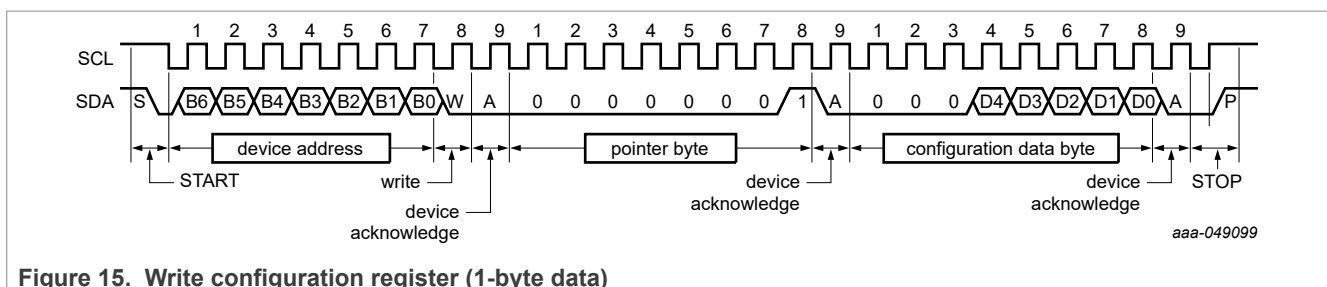 1 2 3 4 5 6 7 8 9 1 2 3 4 5 6 7 8 9 1 2 3 4 5 6 7 8 9
SCL
SDA S B6 B5 B4 B3 B2 B1 B0 W A 0 0 0 0 0 0 0 1 A 0 0 0 D4 D3 D2 D1 D0 A P
device address pointer byte configuration data byte
START write device device STOP
device acknowledge acknowledge
acknowledge aaa-049099
Figure 15. Write configuration register (1-byte data)